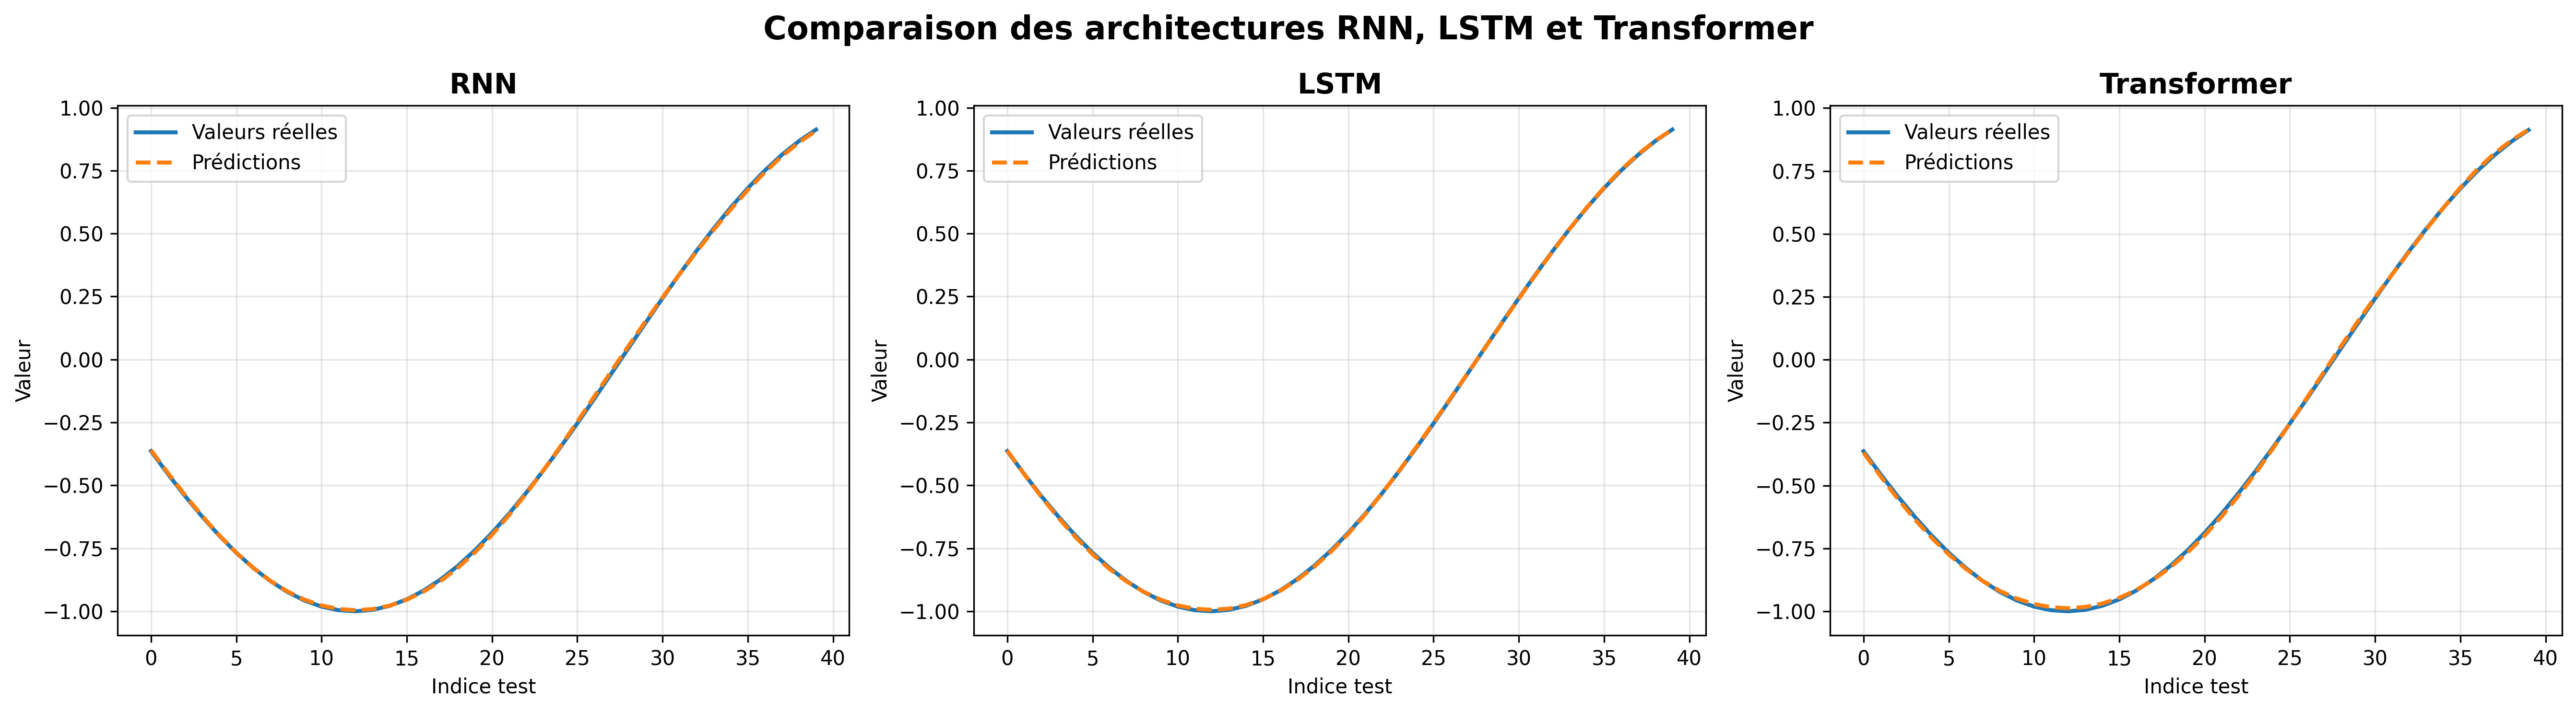 Comparaison des architectures RNN, LSTM et Transformer
RNN
Valeurs réelles
Prédictions
1.00
0.75
0.50
0.25
0.00
−0.25
−0.50
−0.75
−1.00
Valeur
0 5 10 15 20 25 30 35 40
Indice test
LSTM
Valeurs réelles
Prédictions
1.00
0.75
0.50
0.25
0.00
−0.25
−0.50
−0.75
−1.00
Valeur
0 5 10 15 20 25 30 35 40
Indice test
Transformer
Valeurs réelles
Prédictions
1.00
0.75
0.50
0.25
0.00
−0.25
−0.50
−0.75
−1.00
Valeur
0 5 10 15 20 25 30 35 40
Indice test